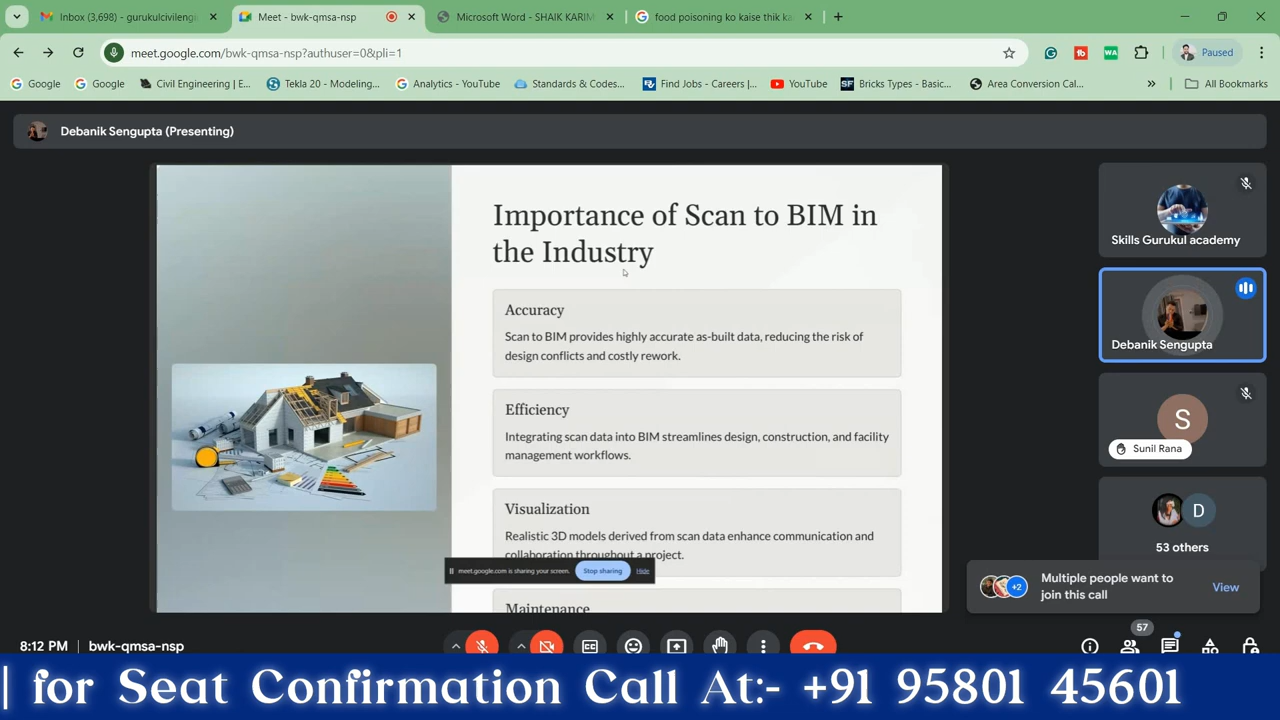 Inbox (3,698) - gurukulcivileng
Meet - bwk-qmsa-nsp
Microsoft Word - SHAIK KARIM
food poisoning ko kaise thik ka
meet.google.com/bwk-qmsa-nsp?authuser=0&pli=1
Paused
Google
Google
Civil Engineering | E...
Tekla 20 - Modeling...
Analytics - YouTube
Standards & Codes...
Find Jobs - Careers |...
YouTube
Bricks Types - Basic...
Area Conversion Cal...
All Bookmarks
Debanik Sengupta (Presenting)
Importance of Scan to BIM in
the Industry
Accuracy
Scan to BIM provides highly accurate as-built data, reducing the risk of
design conflicts and costly rework.
Efficiency
Integrating scan data into BIM streamlines design, construction, and facility
management workflows.
Visualization
Realistic 3D models derived from scan data enhance communication and
collaboration throughout a project.
meet.google.com is sharing your screen.
Stop sharing
Hide
Maintenance
Skills Gurukul academy
Debanik Sengupta
S
Sunil Rana
D
53 others
+2
Multiple people want to
join this call
View
57
8:12 PM
bwk-qmsa-nsp
| for Seat Confirmation Call At:- +91 95801 45601